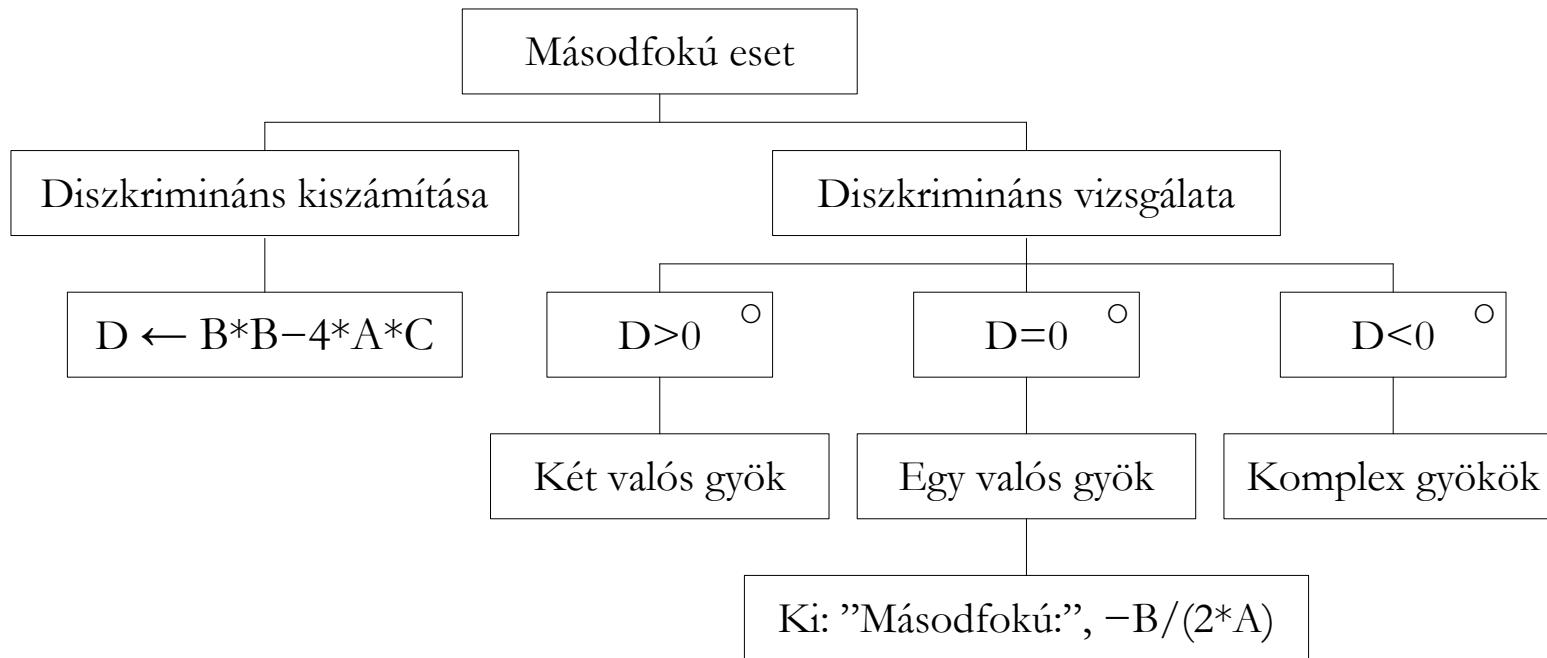 Másodfokú eset
Diszkrimináns kiszámítása
Diszkrimináns vizsgálata
D ← B*B−4*A*C
D>0
D=0
D<0
Két valós gyök
Egy valós gyök
Komplex gyökök
Ki: ”Másodfokú:”, −B/(2*A)